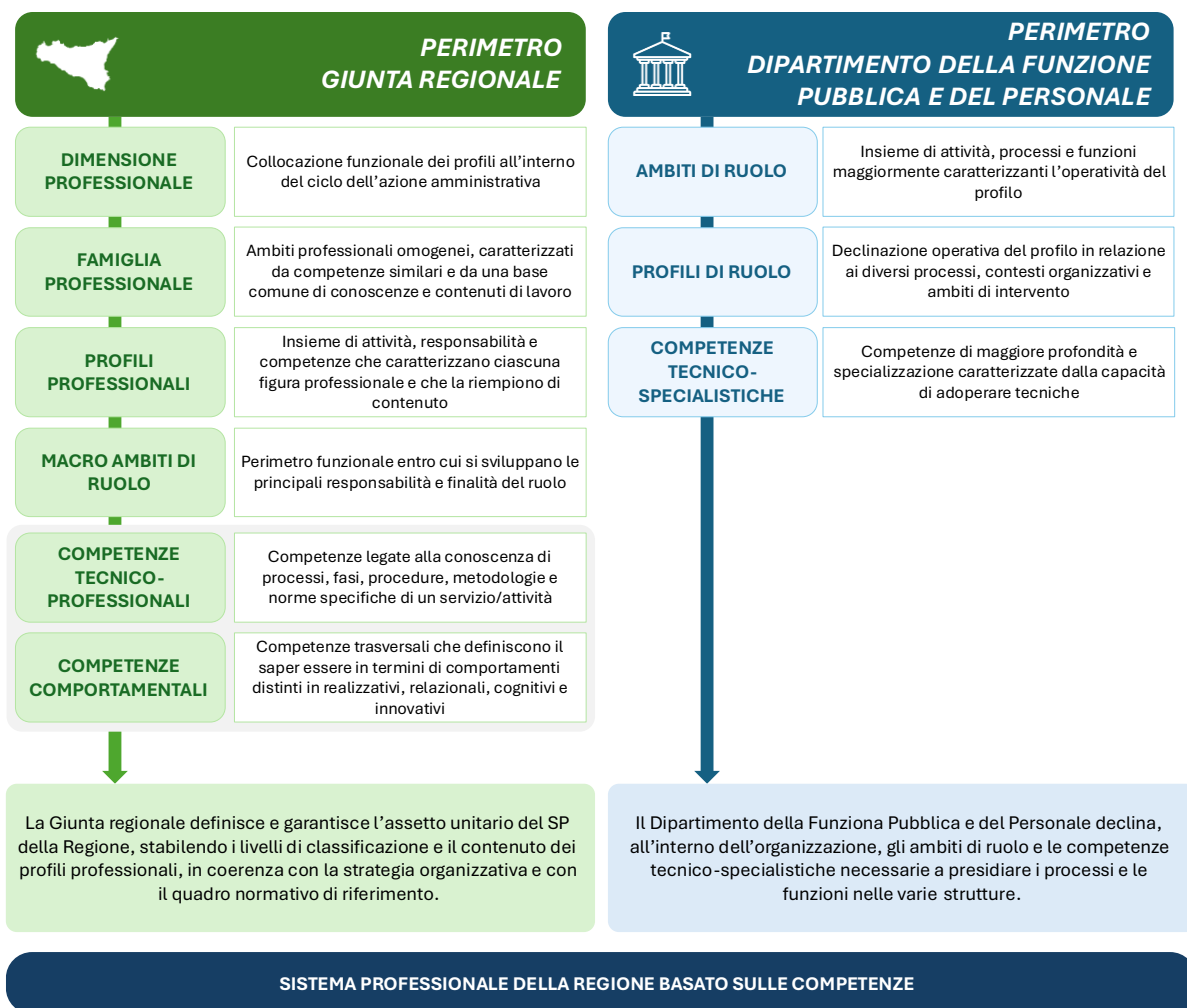 PERIMETRO
GIUNTA REGIONALE
DIMENSIONE
PROFESSIONALE
Collocazione funzionale dei profili all’interno
del ciclo dell’azione amministrativa
FAMIGLIA
PROFESSIONALE
Ambiti professionali omogenei, caratterizzati
da competenze similari e da una base
comune di conoscenze e contenuti di lavoro
PROFILI
PROFESSIONALI
Insieme di attività, responsabilità e
competenze che caratterizzano ciascuna
figura professionale e che la riempiono di
contenuto
MACRO AMBITI DI
RUOLO
Perimetro funzionale entro cui si sviluppano le
principali responsabilità e finalità del ruolo
COMPETENZE
TECNICO-
PROFESSIONALI
Competenze legate alla conoscenza di
processi, fasi, procedure, metodologie e
norme specifiche di un servizio/attività
COMPETENZE
COMPORTAMENTALI
Competenze trasversali che definiscono il
saper essere in termini di comportamenti
distinti in realizzativi, relazionali, cognitivi e
innovativi
La Giunta regionale definisce e garantisce l’assetto unitario del SP
della Regione, stabilendo i livelli di classificazione e il contenuto dei
profili professionali, in coerenza con la strategia organizzativa e con
il quadro normativo di riferimento.
PERIMETRO
DIPARTIMENTO DELLA FUNZIONE
PUBBLICA E DEL PERSONALE
AMBITI DI RUOLO
Insieme di attività, processi e funzioni
maggiormente caratterizzanti l’operatività del
profilo
PROFILI DI RUOLO
Declinazione operativa del profilo in relazione
ai diversi processi, contesti organizzativi e
ambiti di intervento
COMPETENZE
TECNICO-
SPECIALISTICHE
Competenze di maggiore profondità e
specializzazione caratterizzate dalla capacità
di adoperare tecniche
Il Dipartimento della Funziona Pubblica e del Personale declina,
all’interno dell’organizzazione, gli ambiti di ruolo e le competenze
tecnico-specialistiche necessarie a presidiare i processi e le
funzioni nelle varie strutture.
SISTEMA PROFESSIONALE DELLA REGIONE BASATO SULLE COMPETENZE